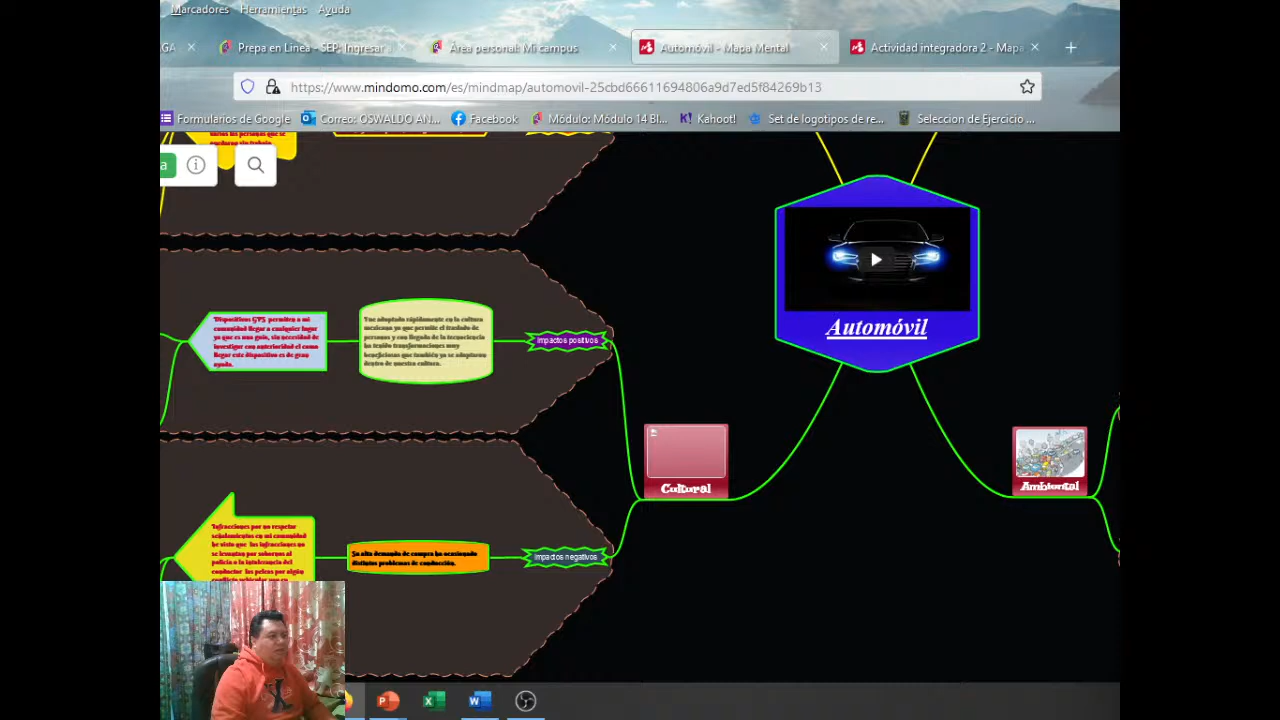 Marcadores Herramientas Ayuda
GA
Prepa en Línea - SEP: Ingresar
Área personal: Mi campus
Automóvil - Mapa Mental
Actividad integradora 2 - Mapa
https://www.mindomo.com/es/mindmap/automovil-25cbd66611694806a9d7ed5f84269b13
Formularios de Google
Correo: OSWALDO AN...
Facebook
Módulo: Módulo 14 Bl...
Kahoot!
Set de logotipos de re...
Seleccion de Ejercicio ...
a
Automóvil
Dispositivos GPS permiten a mi
comunidad llegar a cualquier lugar
ya que es una guía, sin necesidad de
investigar con anterioridad el como
llegar este dispositivo es de gran
ayuda.
Fue adoptado rápidamente en la cultura
mexicana ya que permite el traslado de
personas y con llegada de la tecnociencia
ha tenido transformaciones muy
beneficiosas que también ya se adoptaron
dentro de nuestra cultura.
Impactos positivos
Cultural
Ambiental
Infracciones por no respetar
señalamientos en mi comunidad
he visto que las infracciones no
se levantan por sobornos al
policía o la intolerancia del
conductor las peleas por algún
Su alta demanda de compra ha ocasionado
distintos problemas de conducción.
Impactos negativos